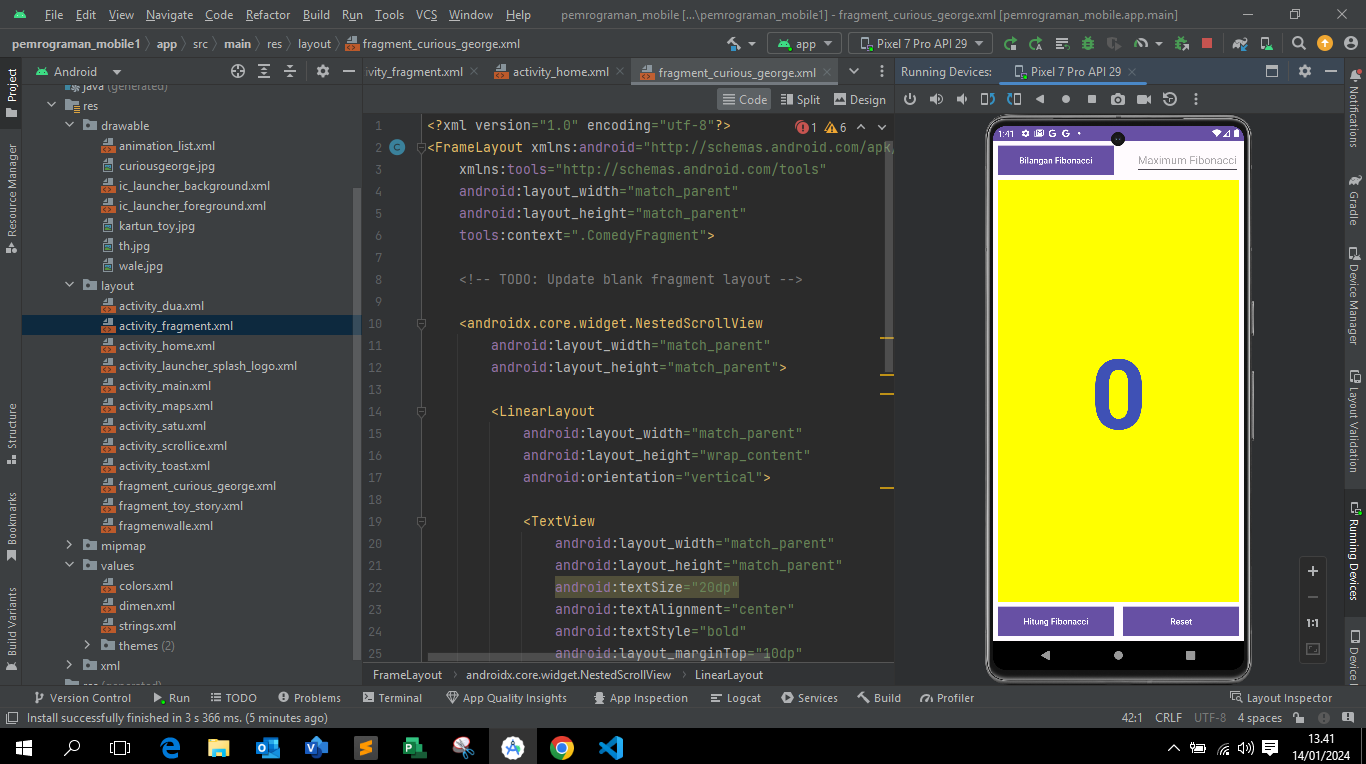 File Edit View Navigate Code Refactor Build Run Tools VCS Window Help pemrograman_mobile [...\pemrograman_mobile1] - fragment_curious_george.xml [pemrograman_mobile.app.main]
pemrograman_mobile1 app src main res layout fragment_curious_george.xml app Pixel 7 Pro API 29
Project
Resource Manager
Structure
Bookmarks
Build Variants
Android
java (generated)
res
drawable
animation_list.xml
curiousgeorge.jpg
ic_launcher_background.xml
ic_launcher_foreground.xml
kartun_toy.jpg
th.jpg
wale.jpg
layout
activity_dua.xml
activity_fragment.xml
activity_home.xml
activity_launcher_splash_logo.xml
activity_main.xml
activity_maps.xml
activity_satu.xml
activity_scrollice.xml
activity_toast.xml
fragment_curious_george.xml
fragment_toy_story.xml
fragmenwalle.xml
mipmap
values
colors.xml
dimen.xml
strings.xml
themes (2)
xml
ivity_fragment.xml activity_home.xml fragment_curious_george.xml
Code Split Design
1 6
1 <?xml version="1.0" encoding="utf-8"?>
2 <FrameLayout xmlns:android="http://schemas.android.com/apk/
3 xmlns:tools="http://schemas.android.com/tools"
4 android:layout_width="match_parent"
5 android:layout_height="match_parent"
6 tools:context=".ComedyFragment">
7
8 <!-- TODO: Update blank fragment layout -->
9
10 <androidx.core.widget.NestedScrollView
11 android:layout_width="match_parent"
12 android:layout_height="match_parent">
13
14 <LinearLayout
15 android:layout_width="match_parent"
16 android:layout_height="wrap_content"
17 android:orientation="vertical">
18
19 <TextView
20 android:layout_width="match_parent"
21 android:layout_height="match_parent"
22 android:textSize="20dp"
23 android:textAlignment="center"
24 android:textStyle="bold"
25 android:layout_marginTop="10dp"
FrameLayout androidx.core.widget.NestedScrollView LinearLayout
Running Devices: Pixel 7 Pro API 29
1:41 G G
Bilangan Fibonacci Maximum Fibonacci
0
Hitung Fibonacci Reset
1:1
Notifications
Gradle
Device Manager
Layout Validation
Running Devices
Version Control Run TODO Problems Terminal App Quality Insights App Inspection Logcat Services Build Profiler Layout Inspector
Install successfully finished in 3 s 366 ms. (5 minutes ago) 42:1 CRLF UTF-8 4 spaces
13.41
14/01/2024